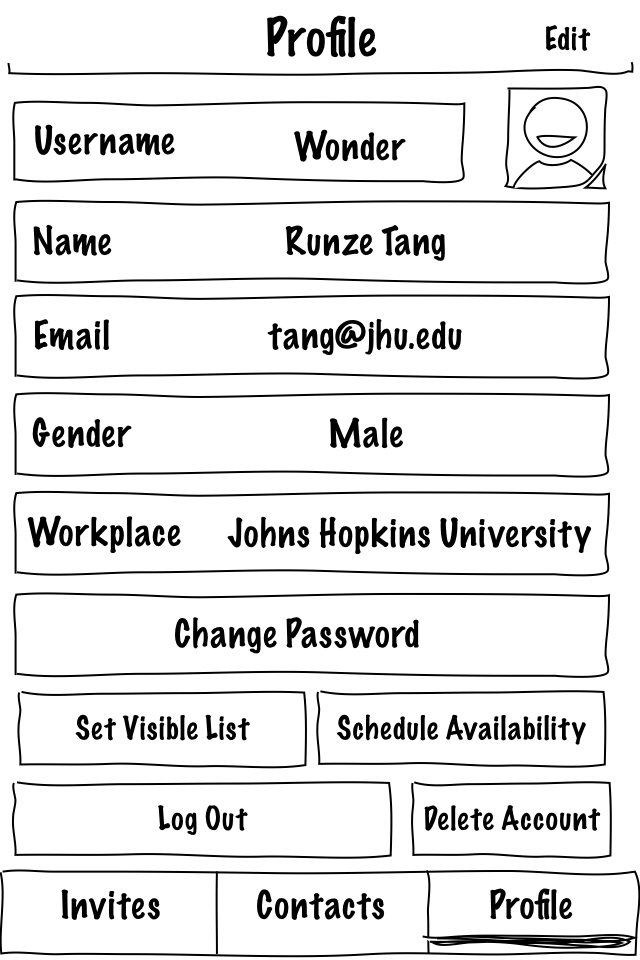 Profile Edit
Username Wonder
Name Runze Tang
Email tang@jhu.edu
Gender Male
Workplace Johns Hopkins University
Change Password
Set Visible List Schedule Availability
Log Out Delete Account
Invites Contacts Profile